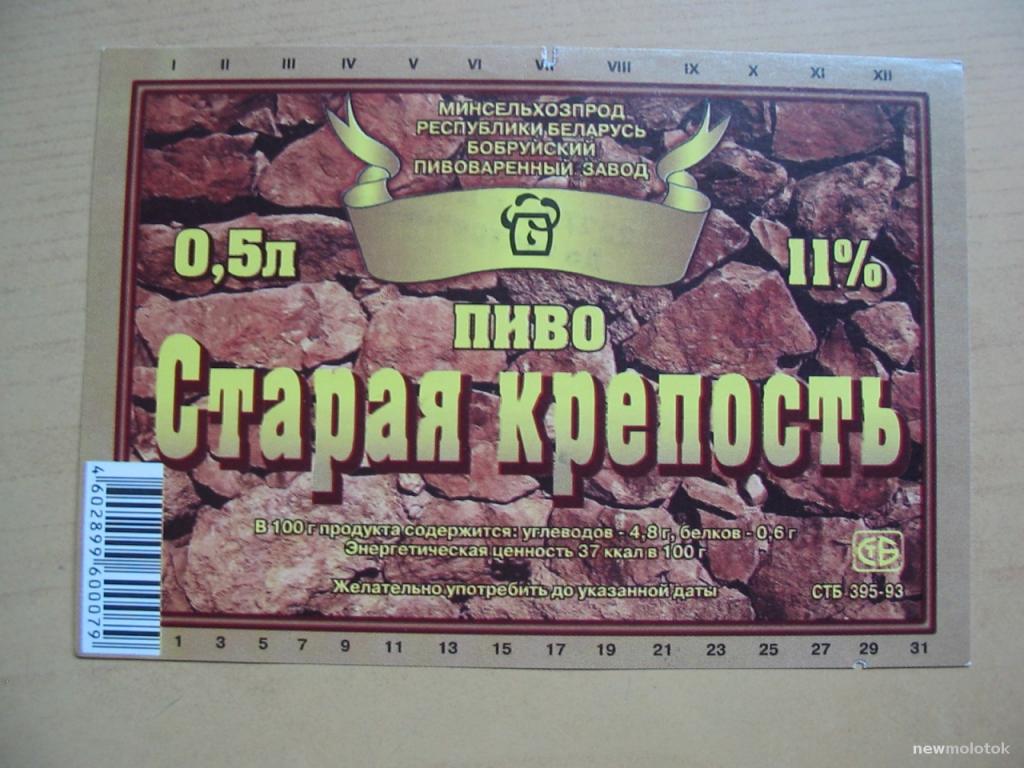 I II III IV V VI VII VIII IX X XI XII
МИНСЕЛЬХОЗПРОД
РЕСПУБЛИКИ БЕЛАРУСЬ
БОБРУЙСКИЙ
ПИВОВАРЕННЫЙ ЗАВОД
0,5л
11%
ПИВО
Старая крепость
В 100 г продукта содержится: углеводов - 4,8 г, белков - 0,6 г
Энергетическая ценность 37 ккал в 100 г
Желательно употребить до указанной даты
СТБ
СТБ 395-93
4602899600079
1 3 5 7 9 11 13 15 17 19 21 23 25 27 29 31
newmolotok